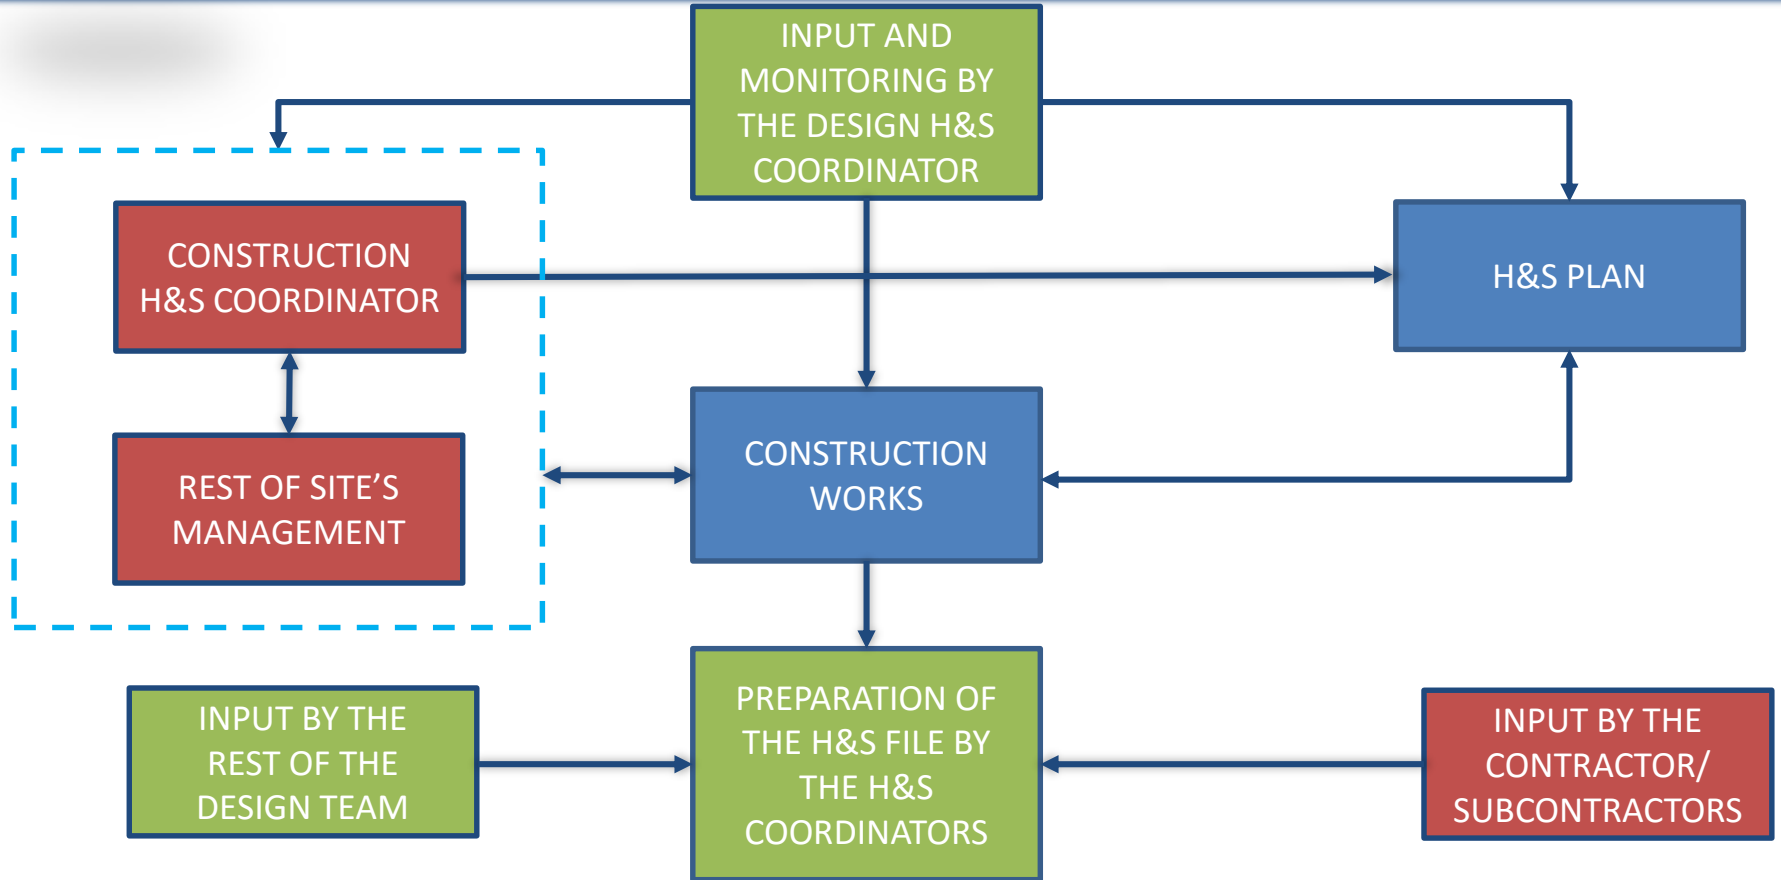 INPUT AND
MONITORING BY
THE DESIGN H&S
COORDINATOR
CONSTRUCTION
H&S COORDINATOR
H&S PLAN
REST OF SITE’S
MANAGEMENT
CONSTRUCTION
WORKS
INPUT BY THE
REST OF THE
DESIGN TEAM
PREPARATION OF
THE H&S FILE BY
THE H&S
COORDINATORS
INPUT BY THE
CONTRACTOR/
SUBCONTRACTORS